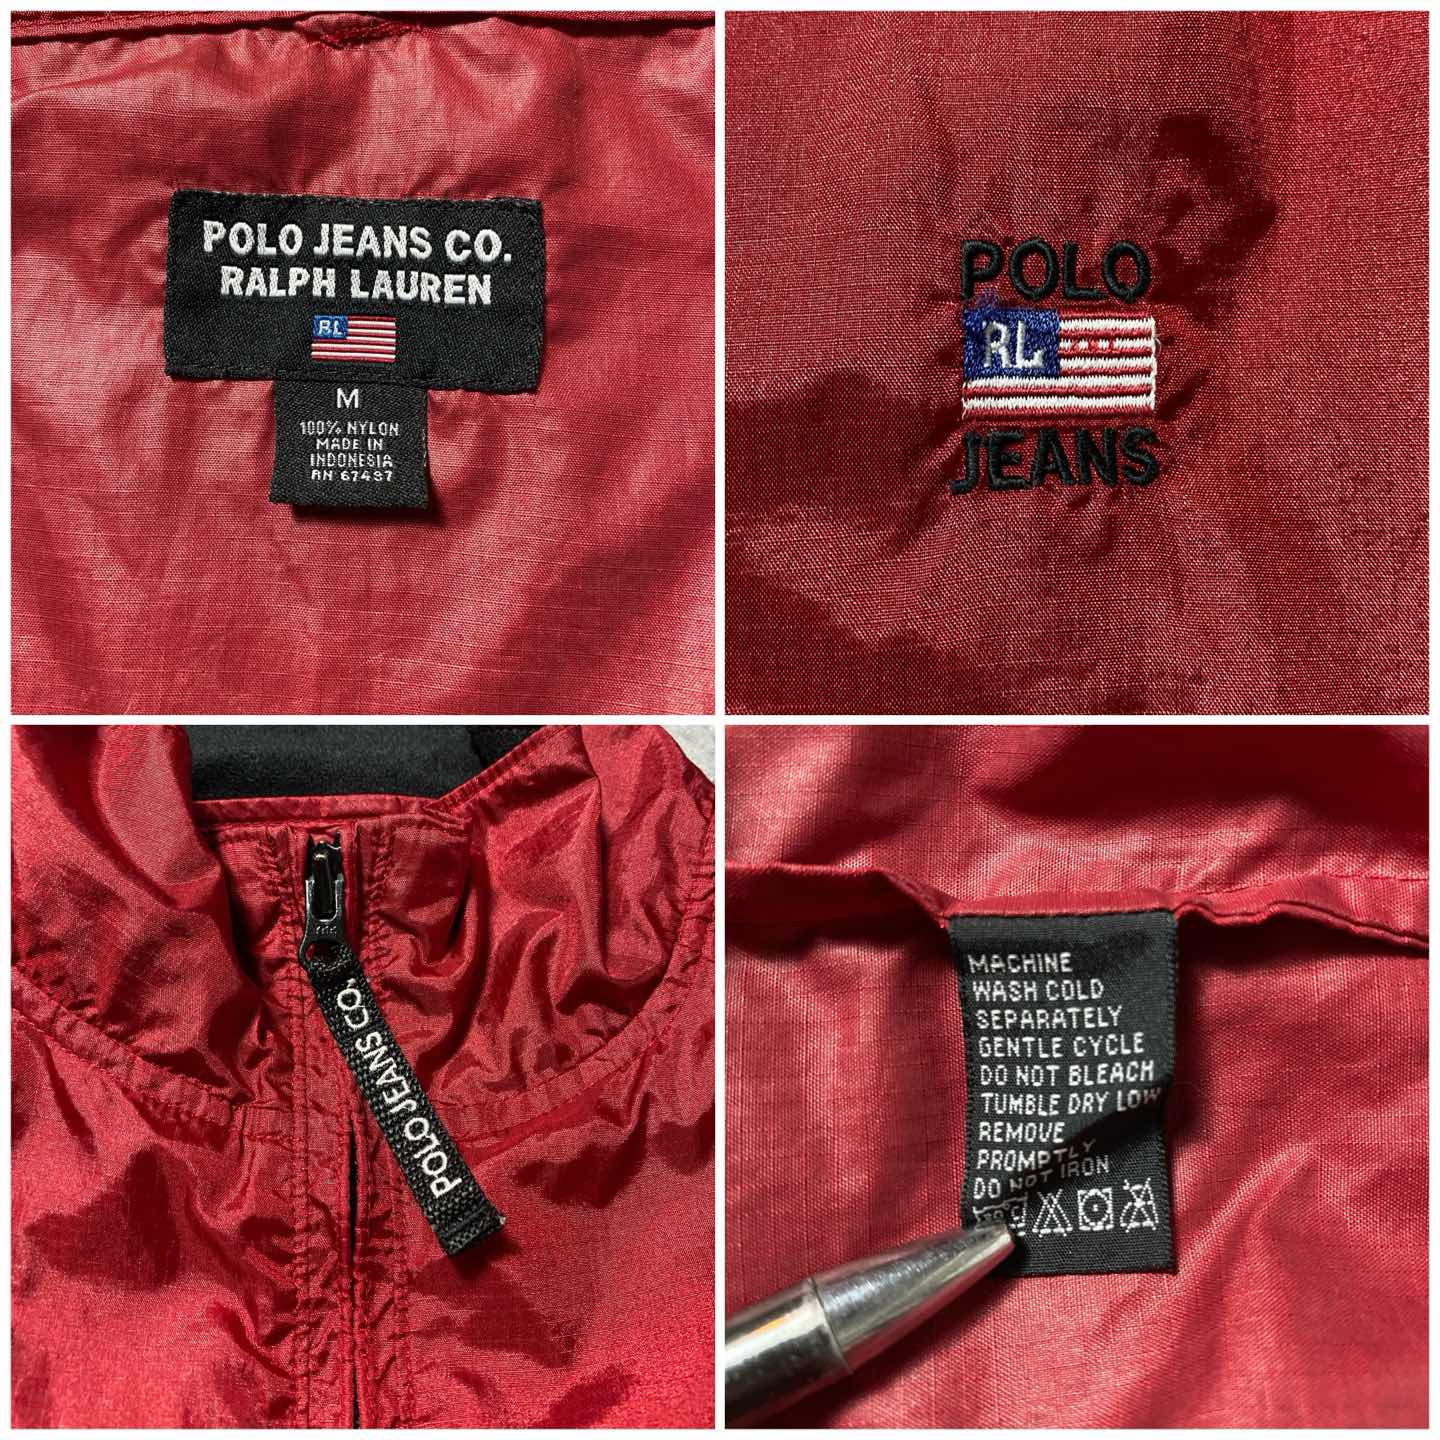 POLO JEANS CO.
RALPH LAUREN
RL
M
100% NYLON
MADE IN
INDONESIA
RN 67487
POLO
RL
JEANS
POLO JEANS CO.
MACHINE
WASH COLD
SEPARATELY
GENTLE CYCLE
DO NOT BLEACH
TUMBLE DRY LOW
REMOVE
PROMPTLY
DO NOT IRON